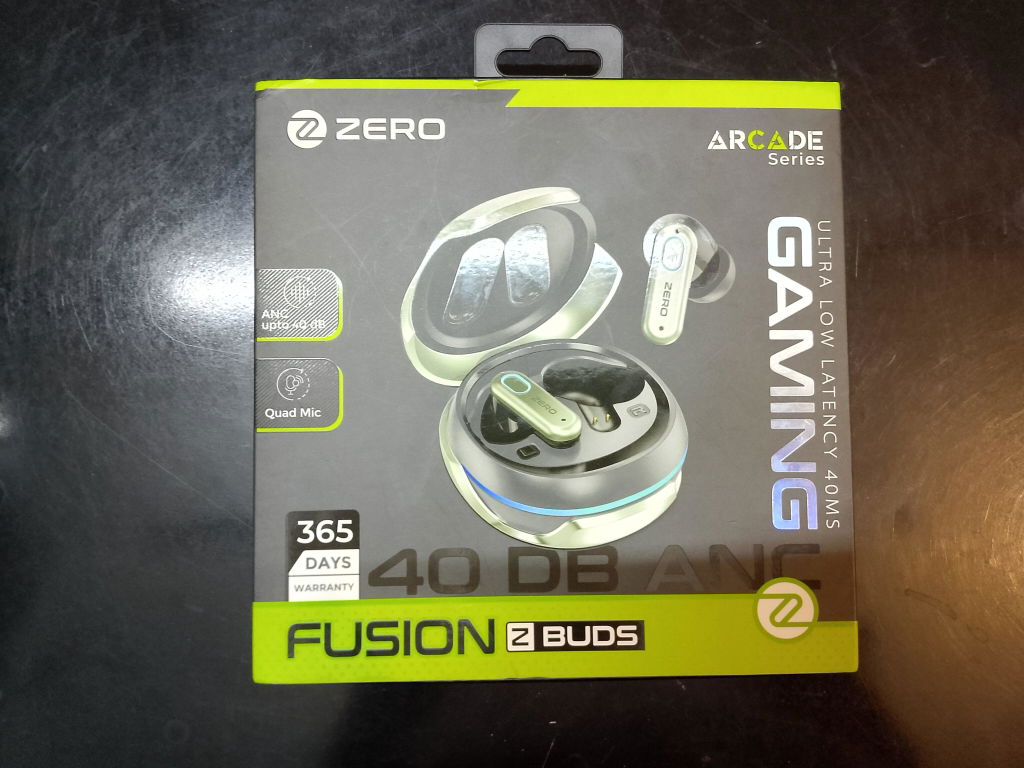 ZERO
ARCADE
Series
ULTRA LOW LATENCY 40MS
GAMING
ANC
upto 40 dB
Quad Mic
ZERO
ZERO
L
R
365
DAYS
WARRANTY
40 DB ANC
FUSION Z BUDS